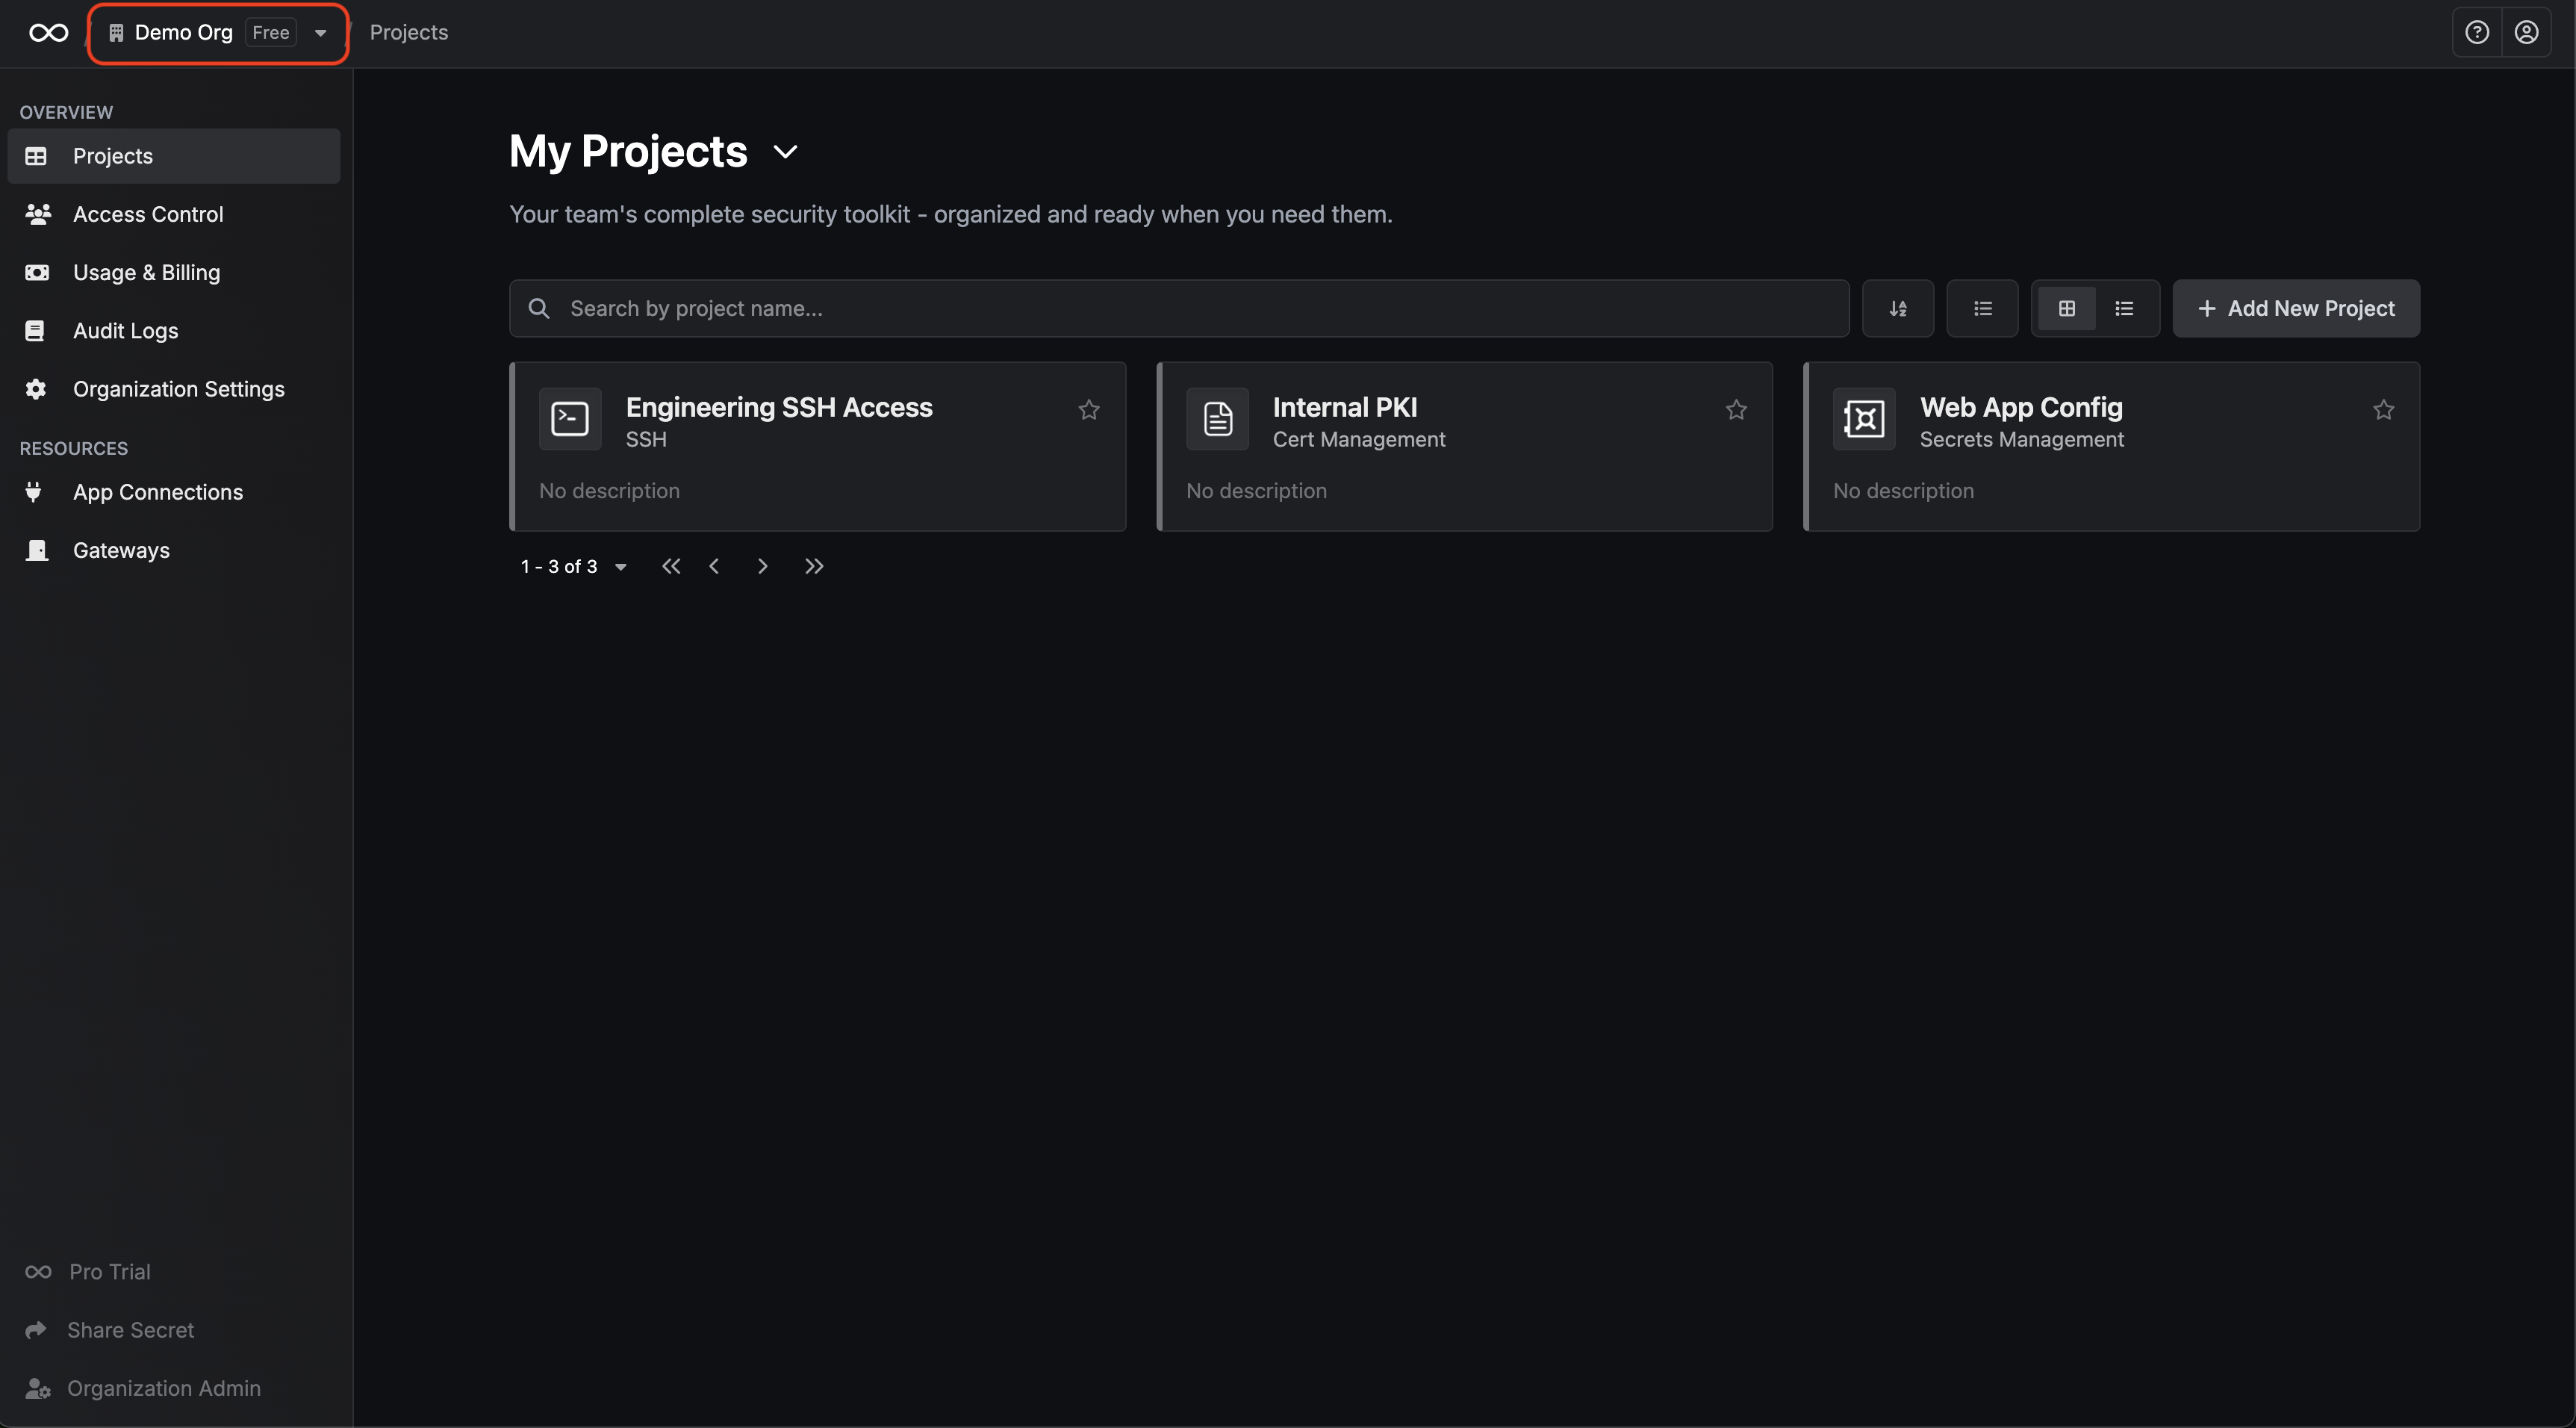 Demo Org Free / Projects
OVERVIEW
Projects
Access Control
Usage & Billing
Audit Logs
Organization Settings
RESOURCES
App Connections
Gateways
Pro Trial
Share Secret
Organization Admin
My Projects
Your team's complete security toolkit - organized and ready when you need them.
Search by project name...
Add New Project
Engineering SSH Access
SSH
No description
Internal PKI
Cert Management
No description
Web App Config
Secrets Management
No description
1 - 3 of 3